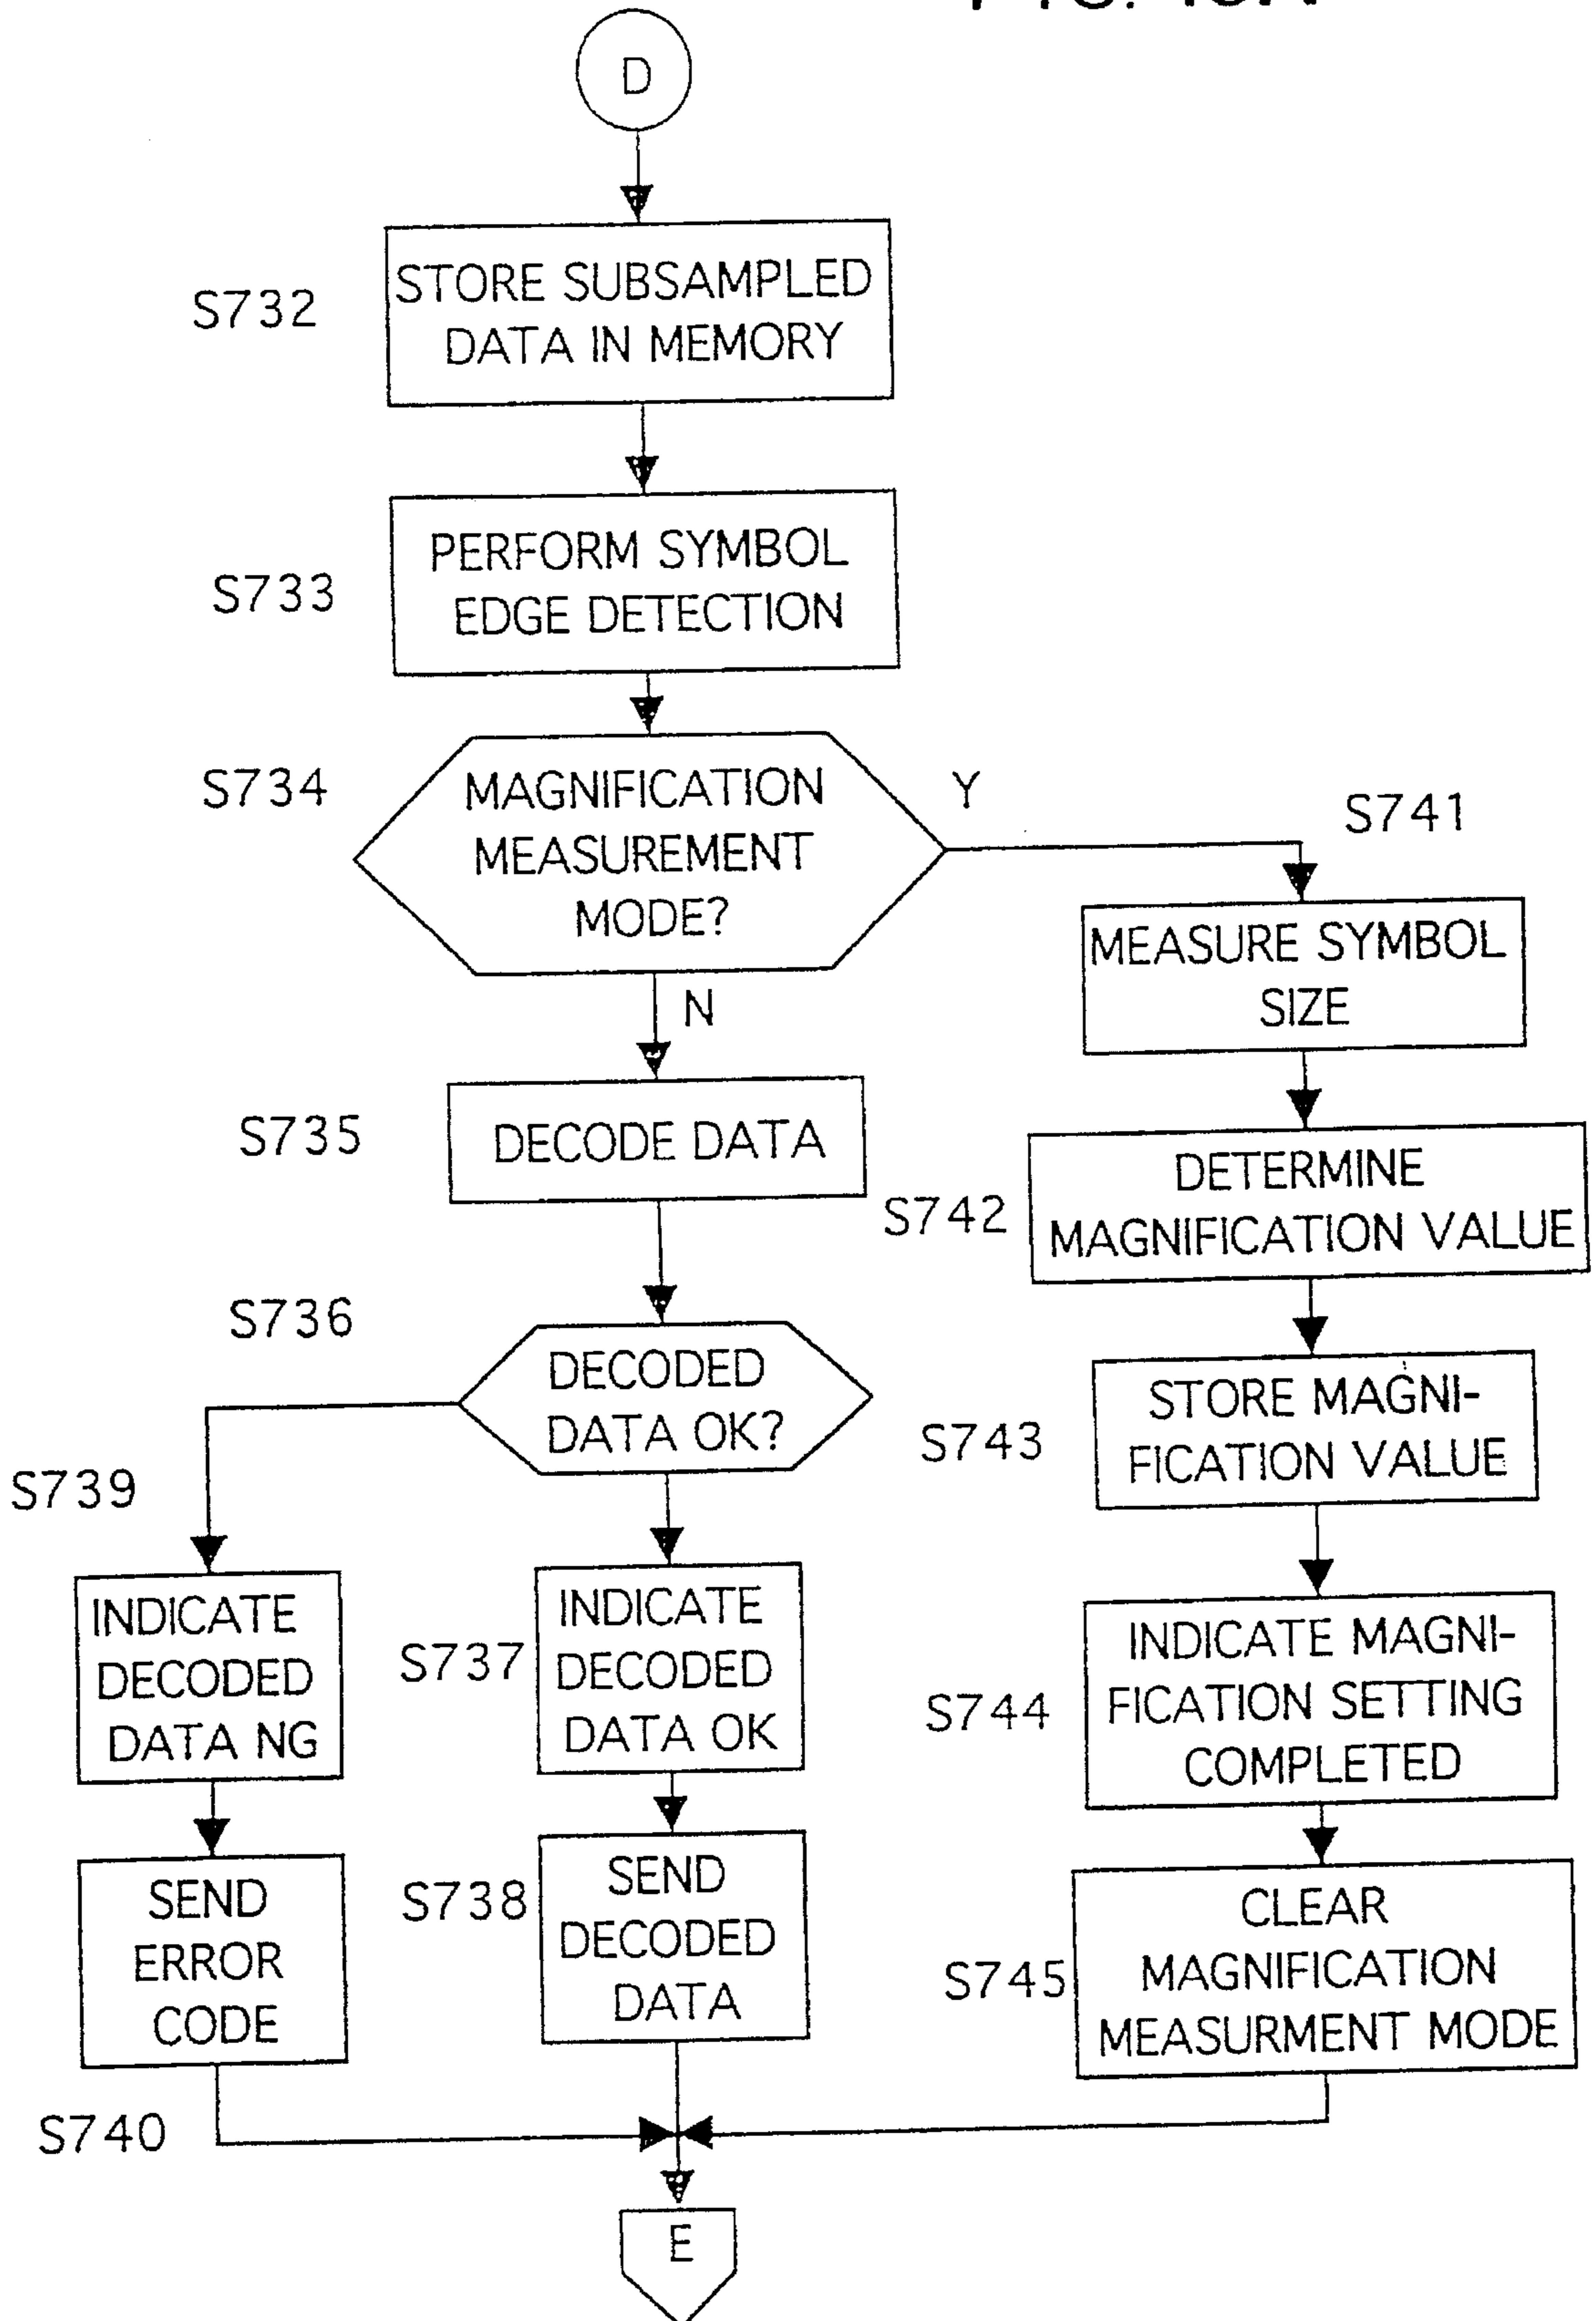 D
S732
STORE SUBSAMPLED
DATA IN MEMORY
S733
PERFORM SYMBOL
EDGE DETECTION
S734
MAGNIFICATION
MEASUREMENT
MODE?
Y
N
S741
MEASURE SYMBOL
SIZE
S735
DECODE DATA
S742
DETERMINE
MAGNIFICATION VALUE
S736
DECODED
DATA OK?
S743
STORE MAGNI-
FICATION VALUE
S739
INDICATE
DECODED
DATA NG
S737
INDICATE
DECODED
DATA OK
S744
INDICATE MAGNI-
FICATION SETTING
COMPLETED
SEND
ERROR
CODE
S738
SEND
DECODED
DATA
S745
CLEAR
MAGNIFICATION
MEASURMENT MODE
S740
E